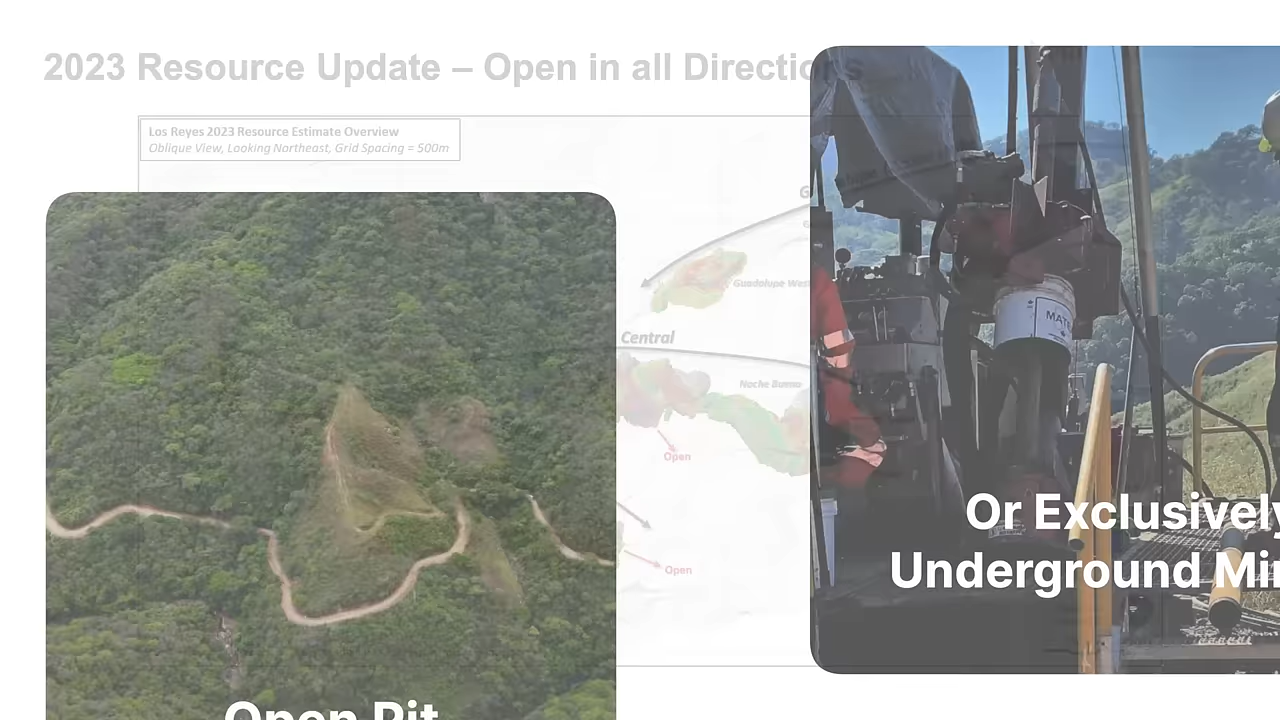 2023 Resource Update – Open in all Directions
Los Reyes 2023 Resource Estimate Overview
Oblique View, Looking Northeast, Grid Spacing = 500m
Guadalupe West
Central
Noche Buena
Open
Open
Or Exclusively
Underground
Open Pit